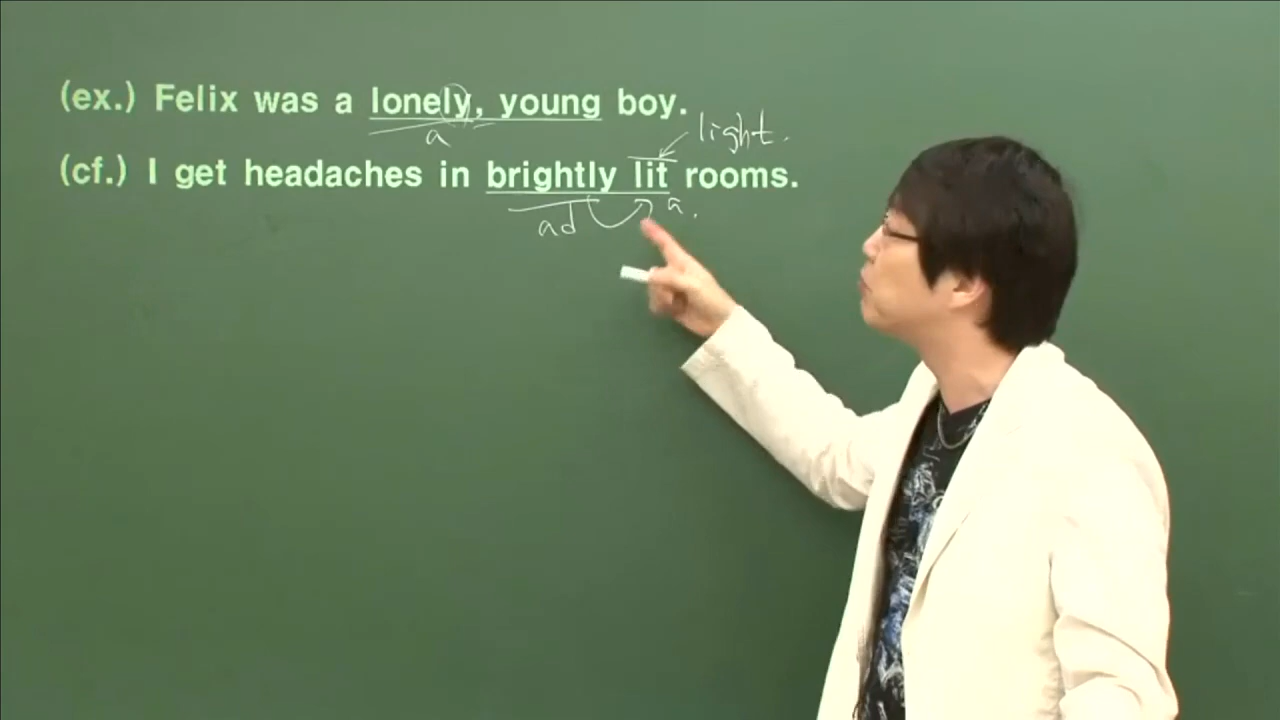 (ex.) Felix was a lonely, young boy.
a
light.
(cf.) I get headaches in brightly lit rooms.
ad a.